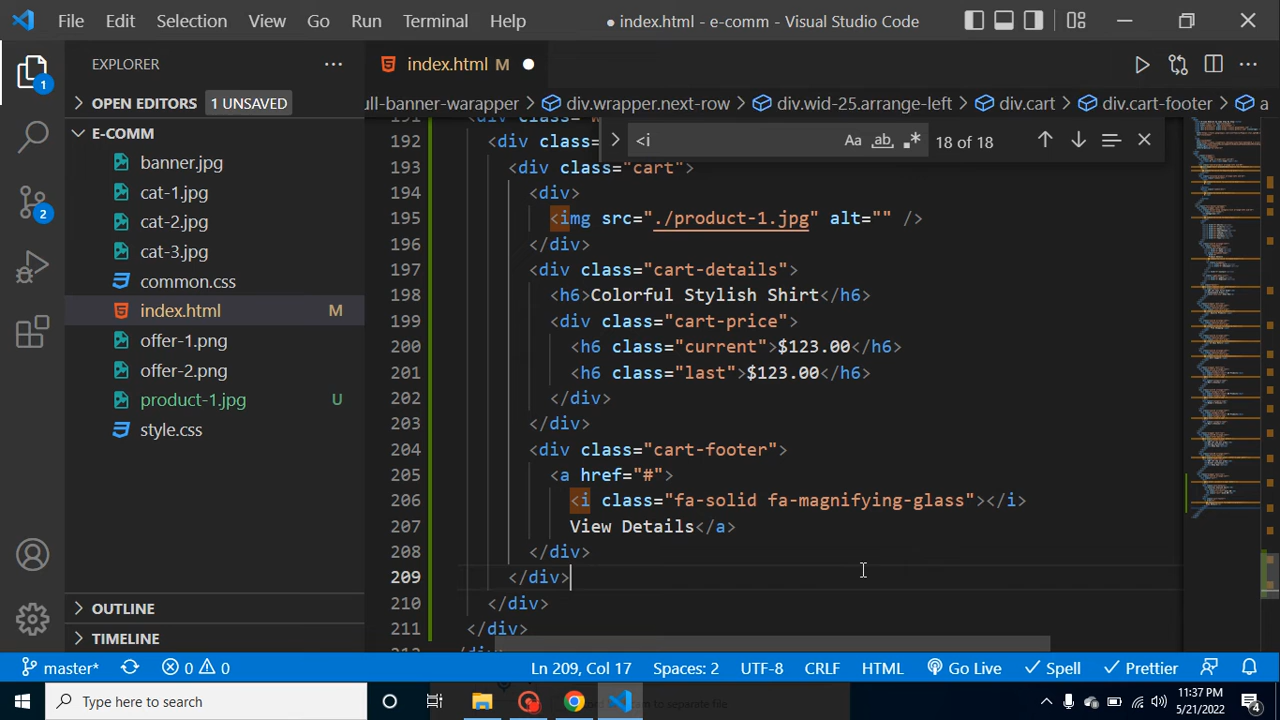 File Edit Selection View Go Run Terminal Help
● index.html - e-comm - Visual Studio Code
EXPLORER
OPEN EDITORS 1 UNSAVED
E-COMM
banner.jpg
cat-1.jpg
cat-2.jpg
cat-3.jpg
common.css
index.html M
offer-1.png
offer-2.png
product-1.jpg U
style.css
OUTLINE
TIMELINE
1
2
index.html M ●
ull-banner-warapper > div.wrapper.next-row > div.wid-25.arrange-left > div.cart > div.cart-footer > a
<i Aa ab .* 18 of 18
191 <div class="w
192 <div class=
193 <div class="cart">
194 <div>
195 <img src="./product-1.jpg" alt="" />
196 </div>
197 <div class="cart-details">
198 <h6>Colorful Stylish Shirt</h6>
199 <div class="cart-price">
200 <h6 class="current">$123.00</h6>
201 <h6 class="last">$123.00</h6>
202 </div>
203 </div>
204 <div class="cart-footer">
205 <a href="#">
206 <i class="fa-solid fa-magnifying-glass"></i>
207 View Details</a>
208 </div>
209 </div>
210 </div>
211 </div>
212 </div>
master* 0 0 Ln 209, Col 17 Spaces: 2 UTF-8 CRLF HTML Go Live Spell Prettier
Type here to search
11:37 PM
5/21/2022
4